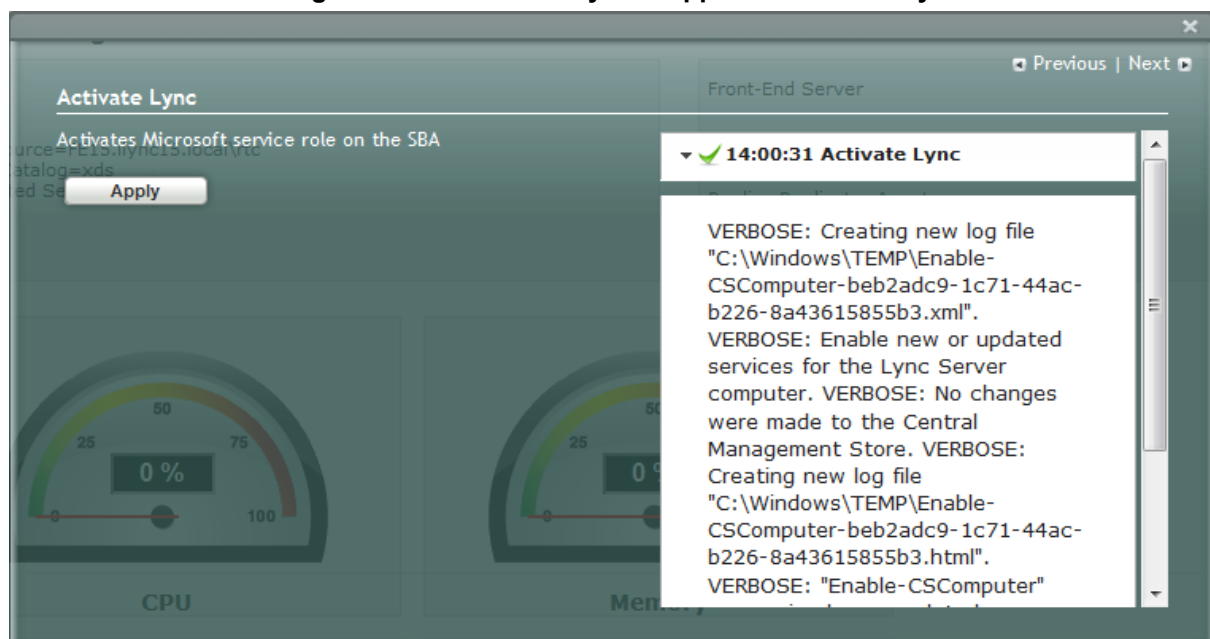 Previous | Next
Activate Lync
Front-End Server
Activates Microsoft service role on the SBA
atalog=xds
Apply
14:00:31 Activate Lync
VERBOSE: Creating new log file
"C:\Windows\TEMP\Enable-
CSComputer-beb2adc9-1c71-44ac-
b226-8a43615855b3.xml".
VERBOSE: Enable new or updated
services for the Lync Server
computer. VERBOSE: No changes
were made to the Central
Management Store. VERBOSE:
Creating new log file
"C:\Windows\TEMP\Enable-
CSComputer-beb2adc9-1c71-44ac-
b226-8a43615855b3.html".
VERBOSE: "Enable-CSComputer"
50
25 75
0 %
0 100
CPU
25
0
Mem